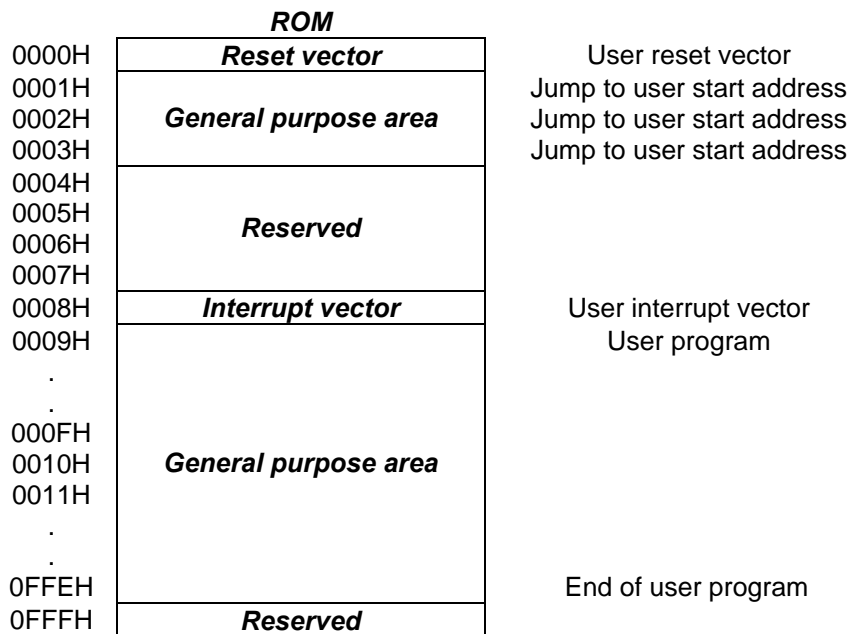 ROM
0000H Reset vector User reset vector
0001H Jump to user start address
0002H General purpose area Jump to user start address
0003H Jump to user start address
0004H
0005H
Reserved
0006H
0007H
0008H Interrupt vector User interrupt vector
0009H User program
.
.
000FH
0010H General purpose area
0011H
.
.
0FFEH End of user program
0FFFH Reserved